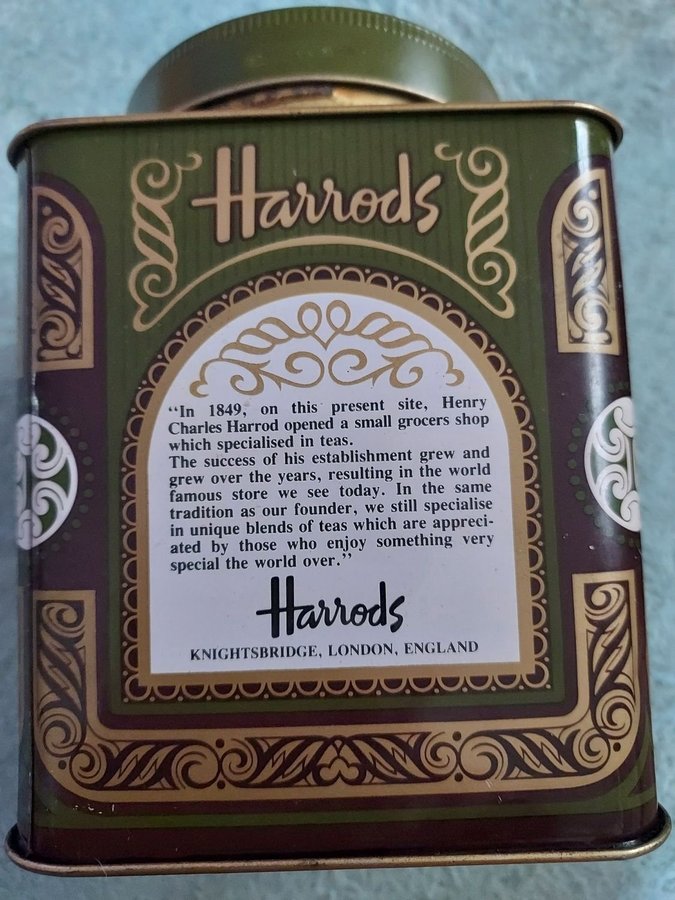 Harrods
“In 1849, on this present site, Henry
Charles Harrod opened a small grocers shop
which specialised in teas.
The success of his establishment grew and
grew over the years, resulting in the world
famous store we see today. In the same
tradition as our founder, we still specialise
in unique blends of teas which are appreci-
ated by those who enjoy something very
special the world over.”
Harrods
KNIGHTSBRIDGE, LONDON, ENGLAND